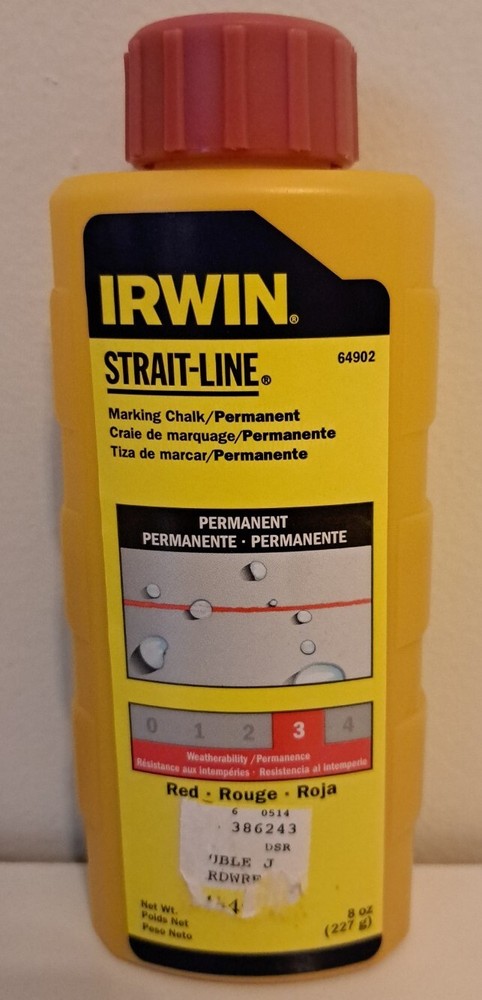 IRWIN®
STRAIT-LINE®
64902
Marking Chalk/Permanent
Craie de marquage/Permanente
Tiza de marcar/Permanente
PERMANENT
PERMANENTE · PERMANENTE
0 1 2 3 4
Weatherability/Permanence
Résistance aux intempéries · Resistencia al intemperie
Red · Rouge · Roja
6 0514
386243
DSR
UBLE J
RDWRE
Net Wt.
Poids Net
Peso Neto
8 oz
(227 g)